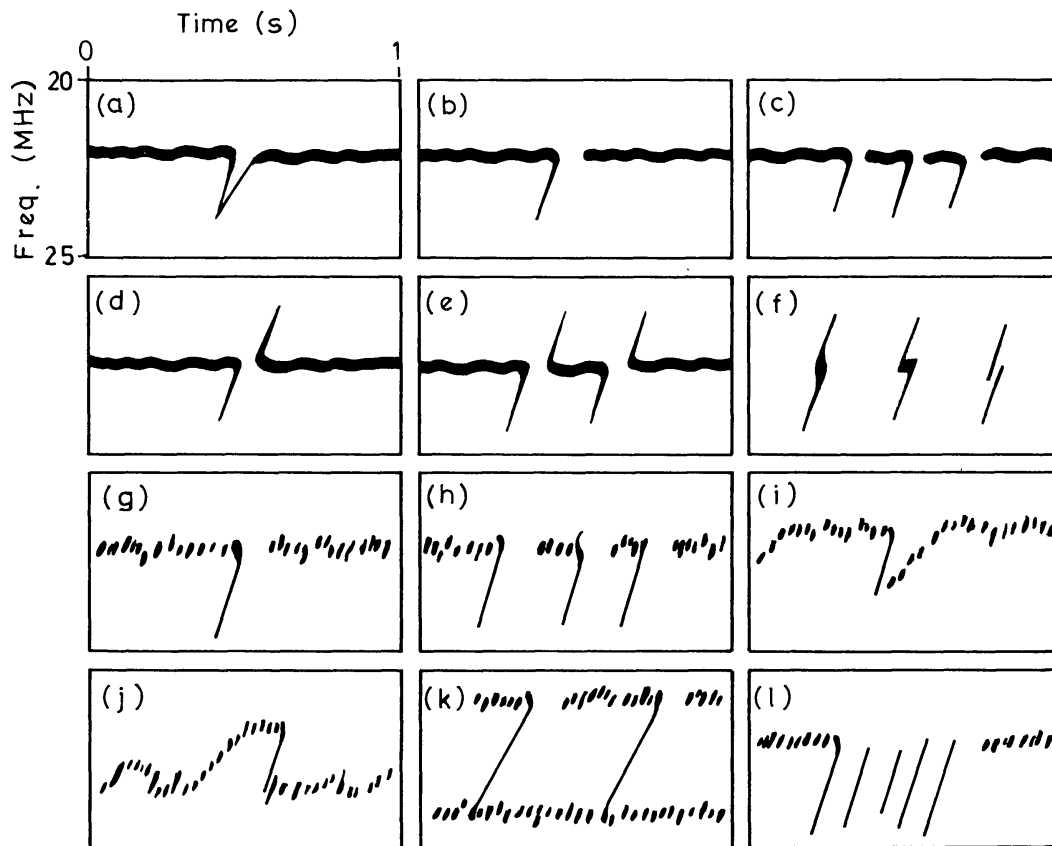 Time (s)
0 1
20
Freq. (MHz)
25
(a) (b) (c)
(d) (e) (f)
(g) (h) (i)
(j) (k) (l)